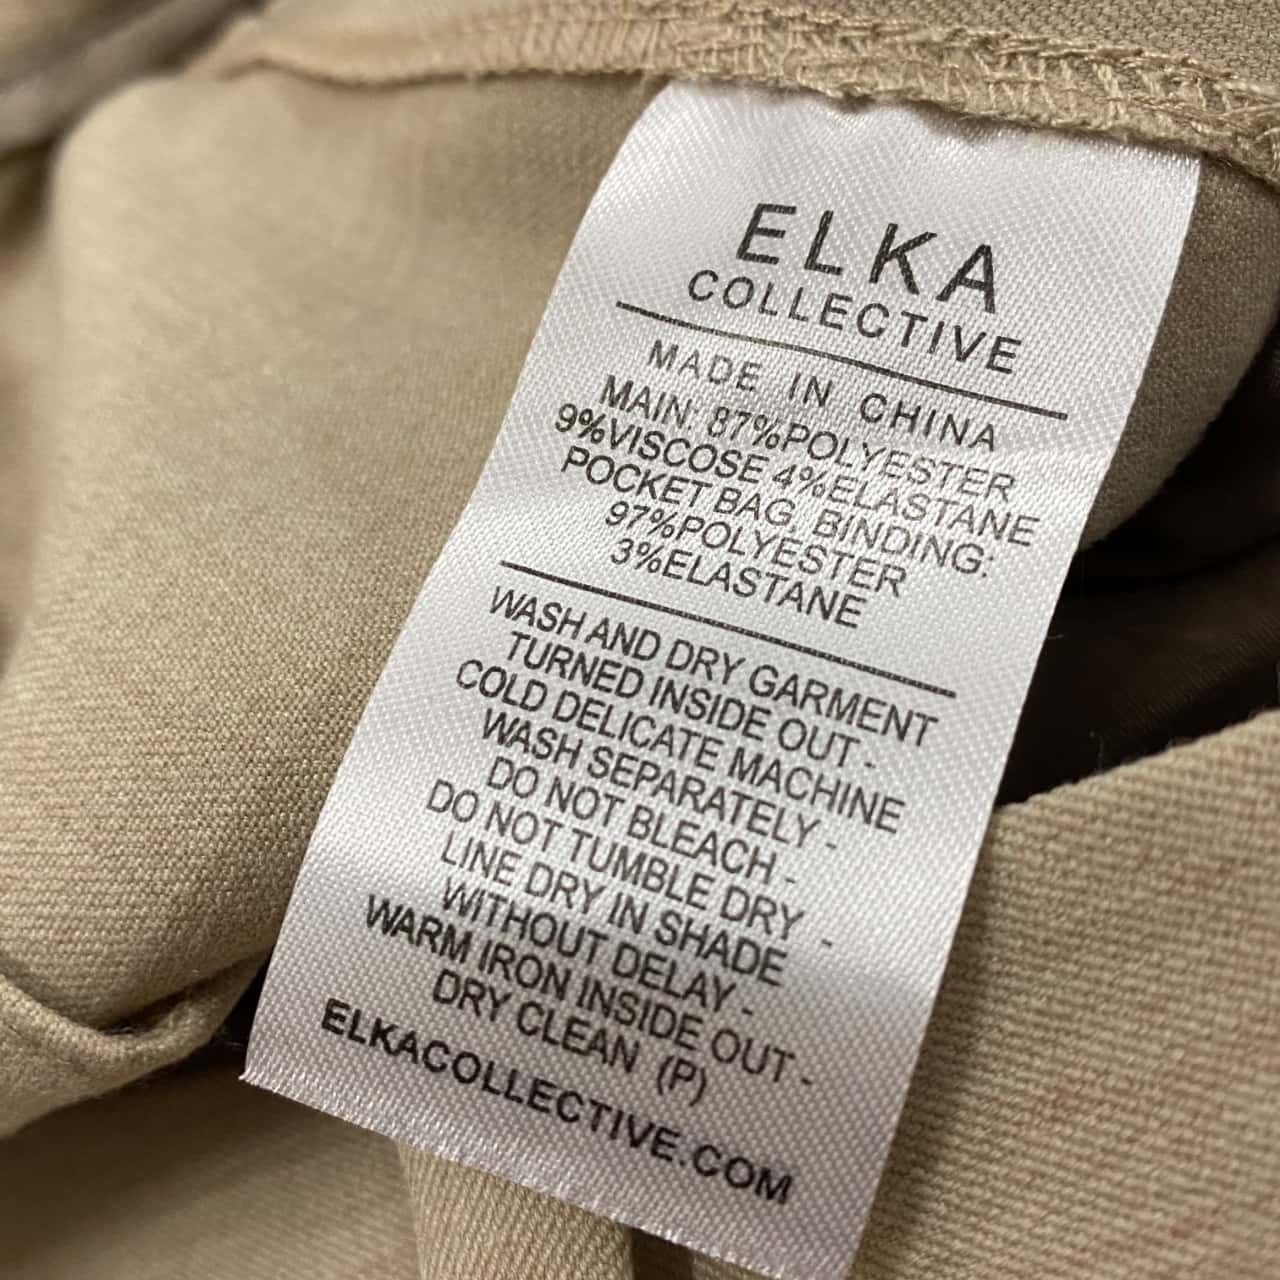 ELKA
COLLECTIVE
MADE IN CHINA
MAIN: 87%POLYESTER
9%VISCOSE 4%ELASTANE
POCKET BAG, BINDING:
97%POLYESTER
3%ELASTANE
WASH AND DRY GARMENT
TURNED INSIDE OUT -
COLD DELICATE MACHINE
WASH SEPARATELY -
DO NOT BLEACH -
DO NOT TUMBLE DRY -
LINE DRY IN SHADE
WITHOUT DELAY -
WARM IRON INSIDE OUT -
DRY CLEAN (P)
ELKACOLLECTIVE.COM